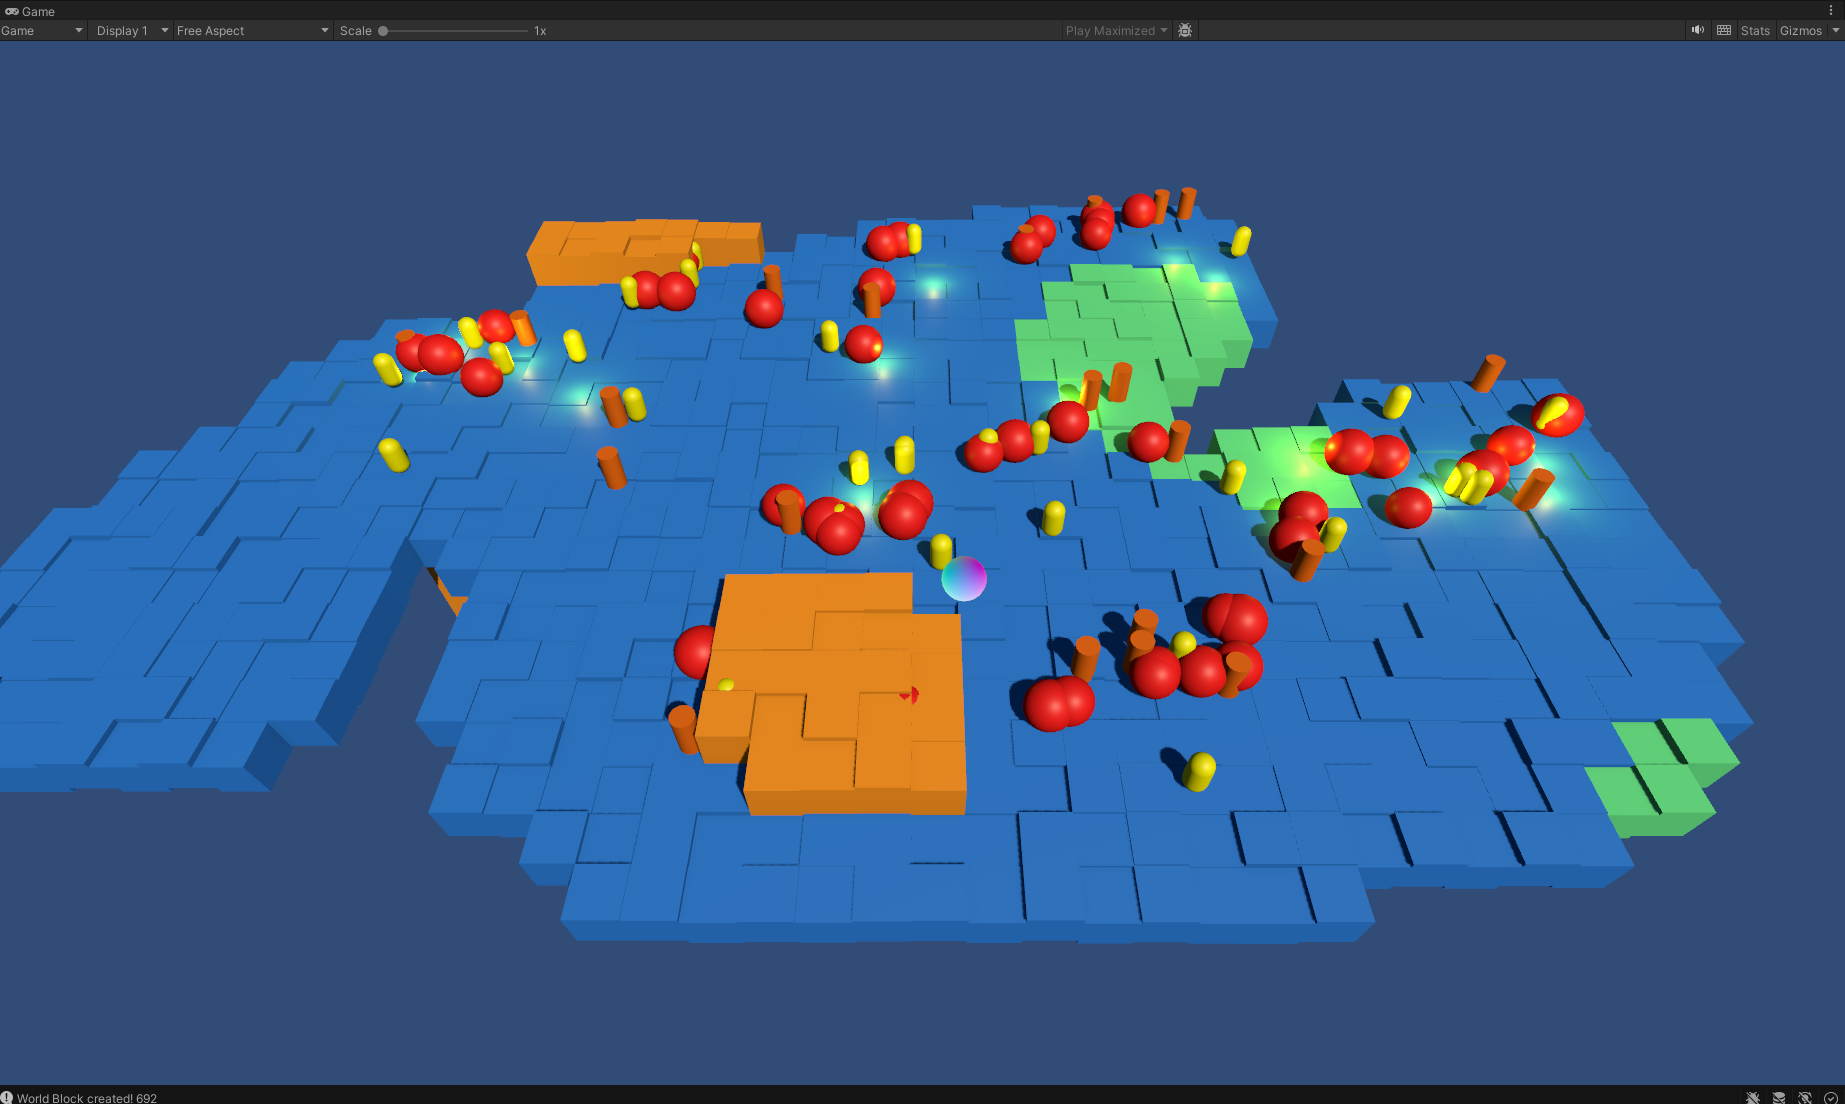 Game
Game Display 1 Free Aspect Scale 1x Play Maximized Stats Gizmos
World Block created! 692